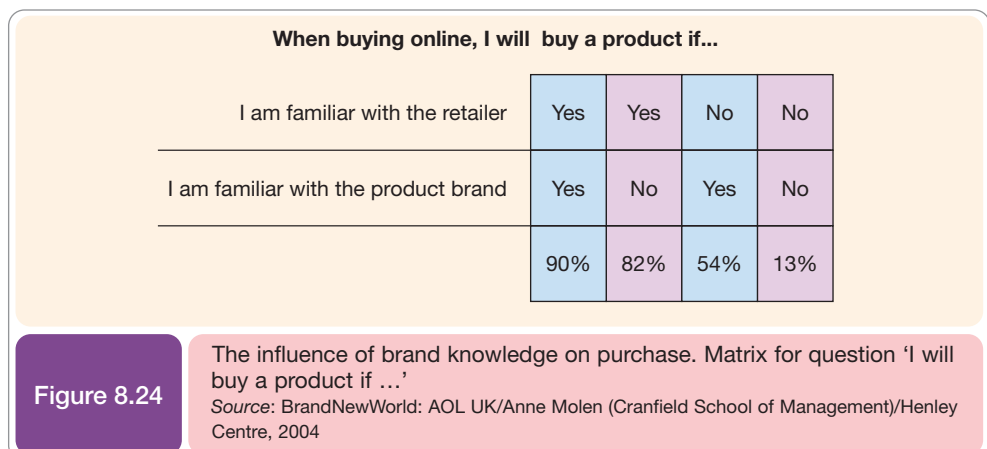 When buying online, I will buy a product if...
I am familiar with the retailer Yes Yes No No
I am familiar with the product brand Yes No Yes No
90% 82% 54% 13%
Figure 8.24
The influence of brand knowledge on purchase. Matrix for question ‘I will
buy a product if …’
Source: BrandNewWorld: AOL UK/Anne Molen (Cranfield School of Management)/Henley
Centre, 2004